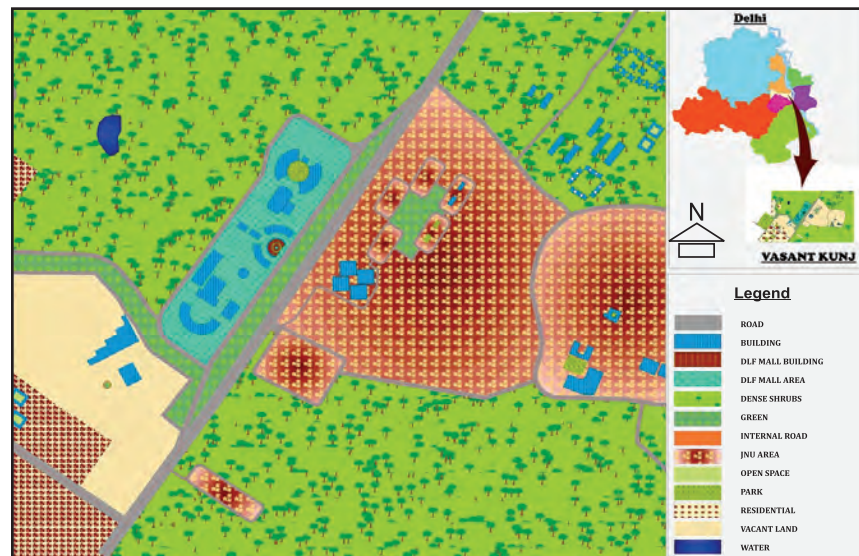 Delhi
N
VASANT KUNJ
Legend
ROAD
BUILDING
DLF MALL BUILDING
DLF MALL AREA
DENSE SHRUBS
GREEN
INTERNAL ROAD
JNU AREA
OPEN SPACE
PARK
RESIDENTIAL
VACANT LAND
WATER